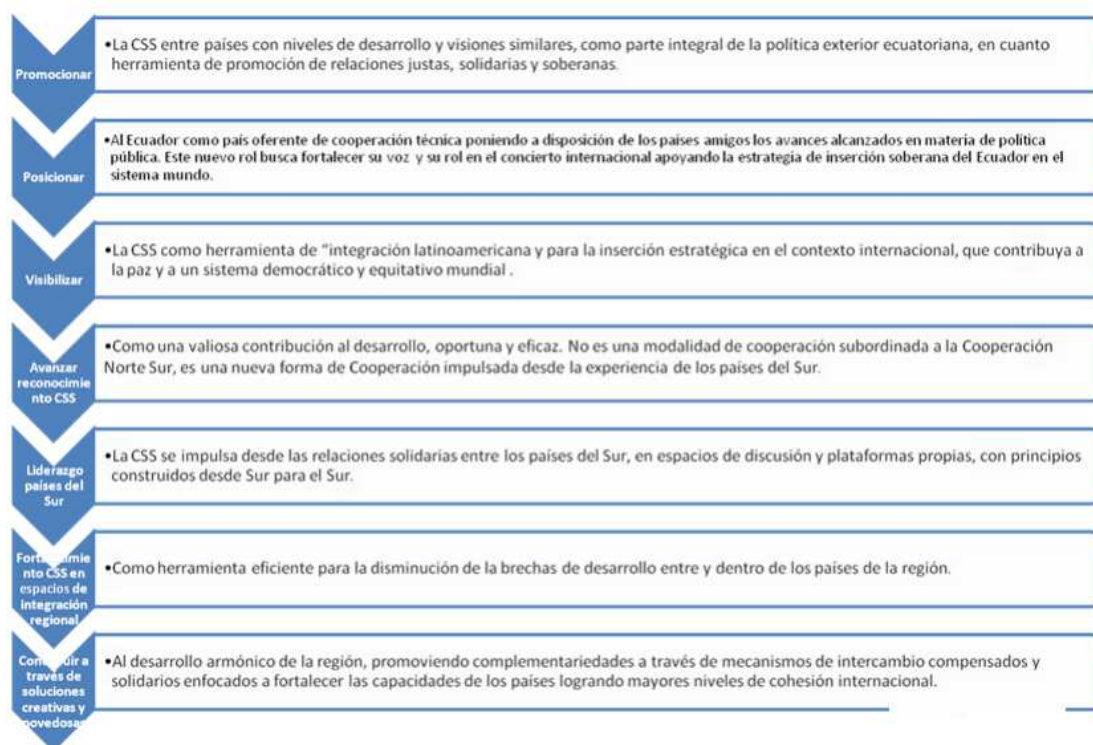 Promocionar
•La CSS entre países con niveles de desarrollo y visiones similares, como parte integral de la política exterior ecuatoriana, en cuanto
herramienta de promoción de relaciones justas, solidarias y soberanas.
Posicionar
•Al Ecuador como país oferente de cooperación técnica poniendo a disposición de los países amigos los avances alcanzados en materia de política
pública. Este nuevo rol busca fortalecer su voz y su rol en el concierto internacional apoyando la estrategia de inserción soberana del Ecuador en el
sistema mundo.
Visibilizar
•La CSS como herramienta de "integración latinoamericana y para la inserción estratégica en el contexto internacional, que contribuya a
la paz y a un sistema democrático y equitativo mundial .
Avanzar
reconocimie
nto CSS
•Como una valiosa contribución al desarrollo, oportuna y eficaz. No es una modalidad de cooperación subordinada a la Cooperación
Norte Sur, es una nueva forma de Cooperación impulsada desde la experiencia de los países del Sur.
Liderazgo
países del
Sur
•La CSS se impulsa desde las relaciones solidarias entre los países del Sur, en espacios de discusión y plataformas propias, con principios
construidos desde Sur para el Sur.
Fortalecimie
nto CSS en
espacios de
integración
regional
•Como herramienta eficiente para la disminución de la brechas de desarrollo entre y dentro de los países de la región.
Contribuir a
través de
soluciones
creativas y
novedosas
•Al desarrollo armónico de la región, promoviendo complementariedades a través de mecanismos de intercambio compensados y
solidarios enfocados a fortalecer las capacidades de los países logrando mayores niveles de cohesión internacional.